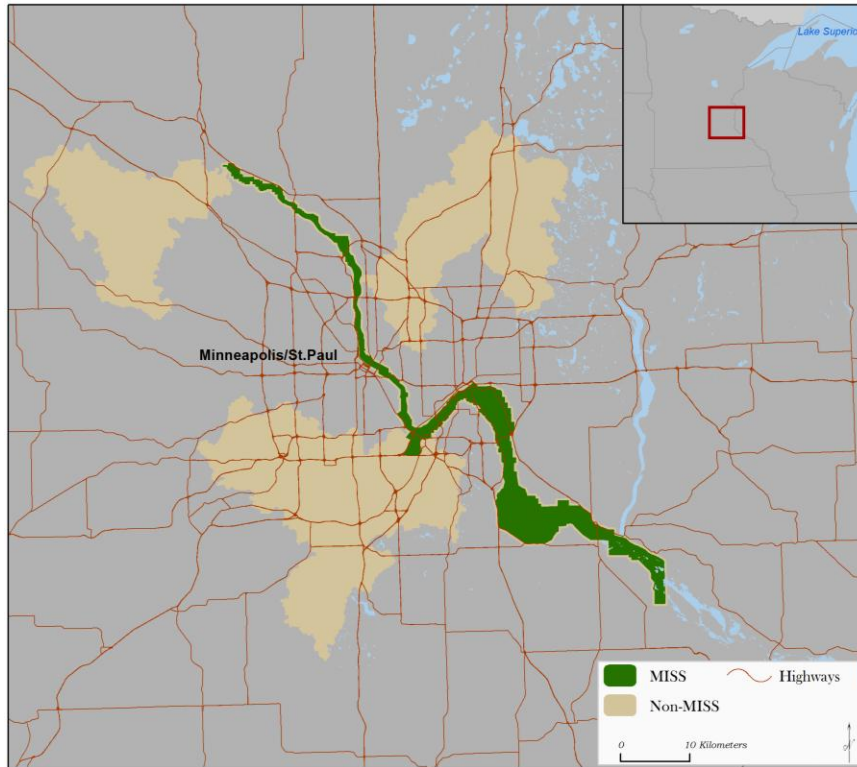 Lake Superior
Minneapolis/St.Paul
MISS
Highways
Non-MISS
0
10 Kilometers
N